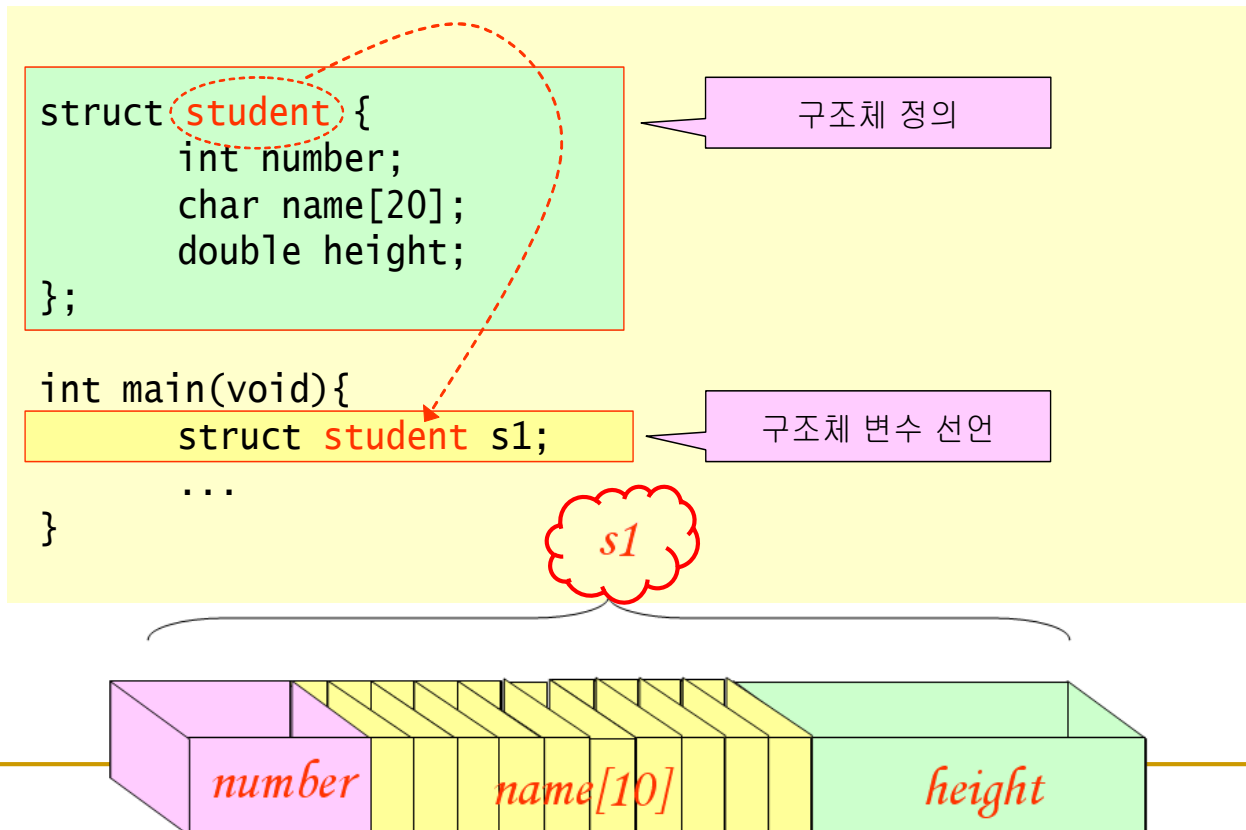 struct student {
int number;
char name[20];
double height;
};
구조체 정의
int main(void){
struct student s1;
...
}
구조체 변수 선언
s1
number
name[10]
height